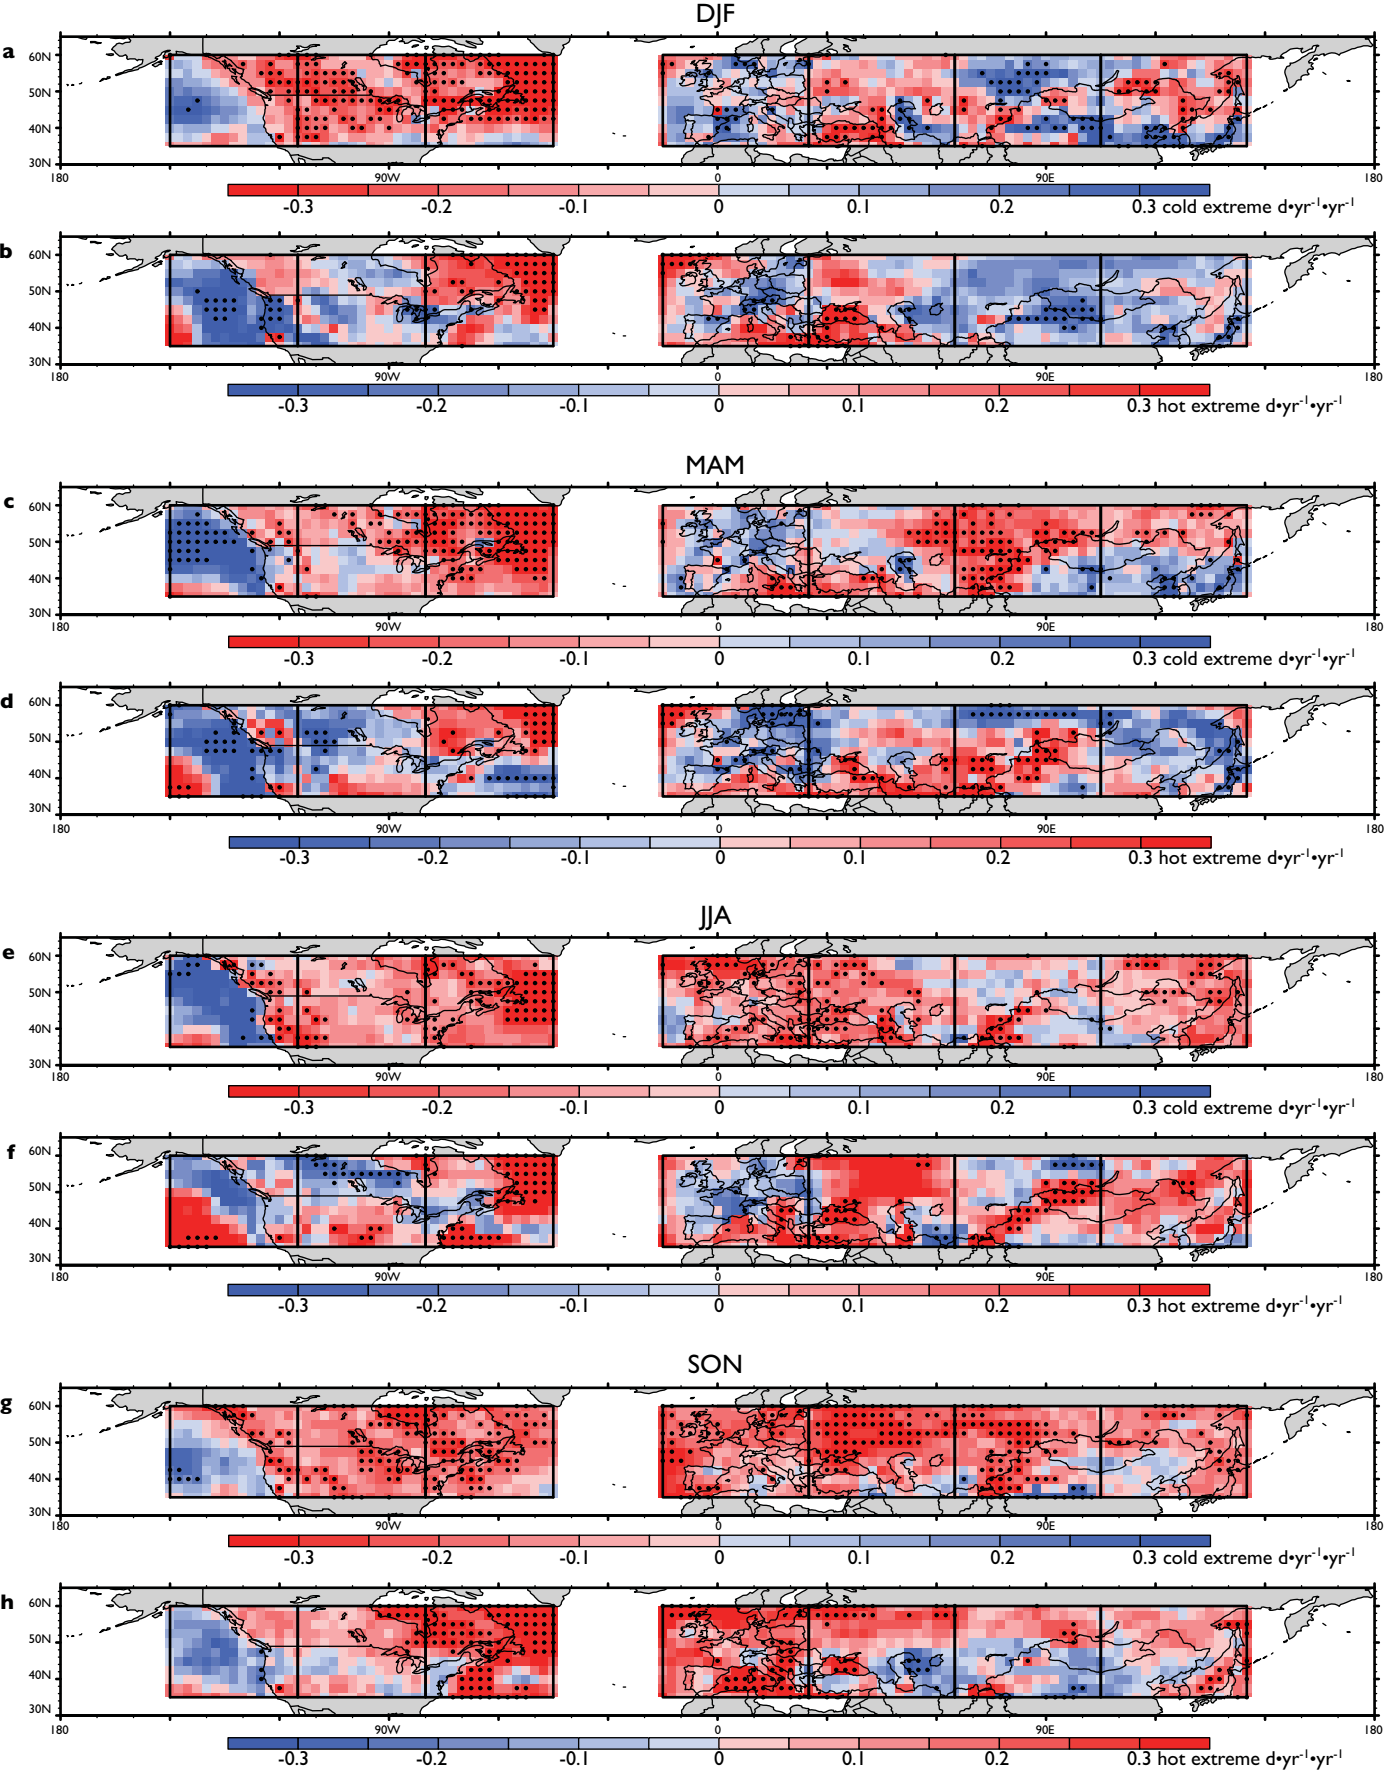 DJF
a
60N
50N
40N
30N
180 90W 0 90E 180
-0.3 -0.2 -0.1 0 0.1 0.2 0.3 cold extreme d•yr⁻¹•yr⁻¹
b
60N
50N
40N
30N
180 90W 0 90E 180
-0.3 -0.2 -0.1 0 0.1 0.2 0.3 hot extreme d•yr⁻¹•yr⁻¹
MAM
c
60N
50N
40N
30N
180 90W 0 90E 180
-0.3 -0.2 -0.1 0 0.1 0.2 0.3 cold extreme d•yr⁻¹•yr⁻¹
d
60N
50N
40N
30N
180 90W 0 90E 180
-0.3 -0.2 -0.1 0 0.1 0.2 0.3 hot extreme d•yr⁻¹•yr⁻¹
JJA
e
60N
50N
40N
30N
180 90W 0 90E 180
-0.3 -0.2 -0.1 0 0.1 0.2 0.3 cold extreme d•yr⁻¹•yr⁻¹
f
60N
50N
40N
30N
180 90W 0 90E 180
-0.3 -0.2 -0.1 0 0.1 0.2 0.3 hot extreme d•yr⁻¹•yr⁻¹
SON
g
60N
50N
40N
30N
180 90W 0 90E 180
-0.3 -0.2 -0.1 0 0.1 0.2 0.3 cold extreme d•yr⁻¹•yr⁻¹
h
60N
50N
40N
30N
180 90W 0 90E 180
-0.3 -0.2 -0.1 0 0.1 0.2 0.3 hot extreme d•yr⁻¹•yr⁻¹